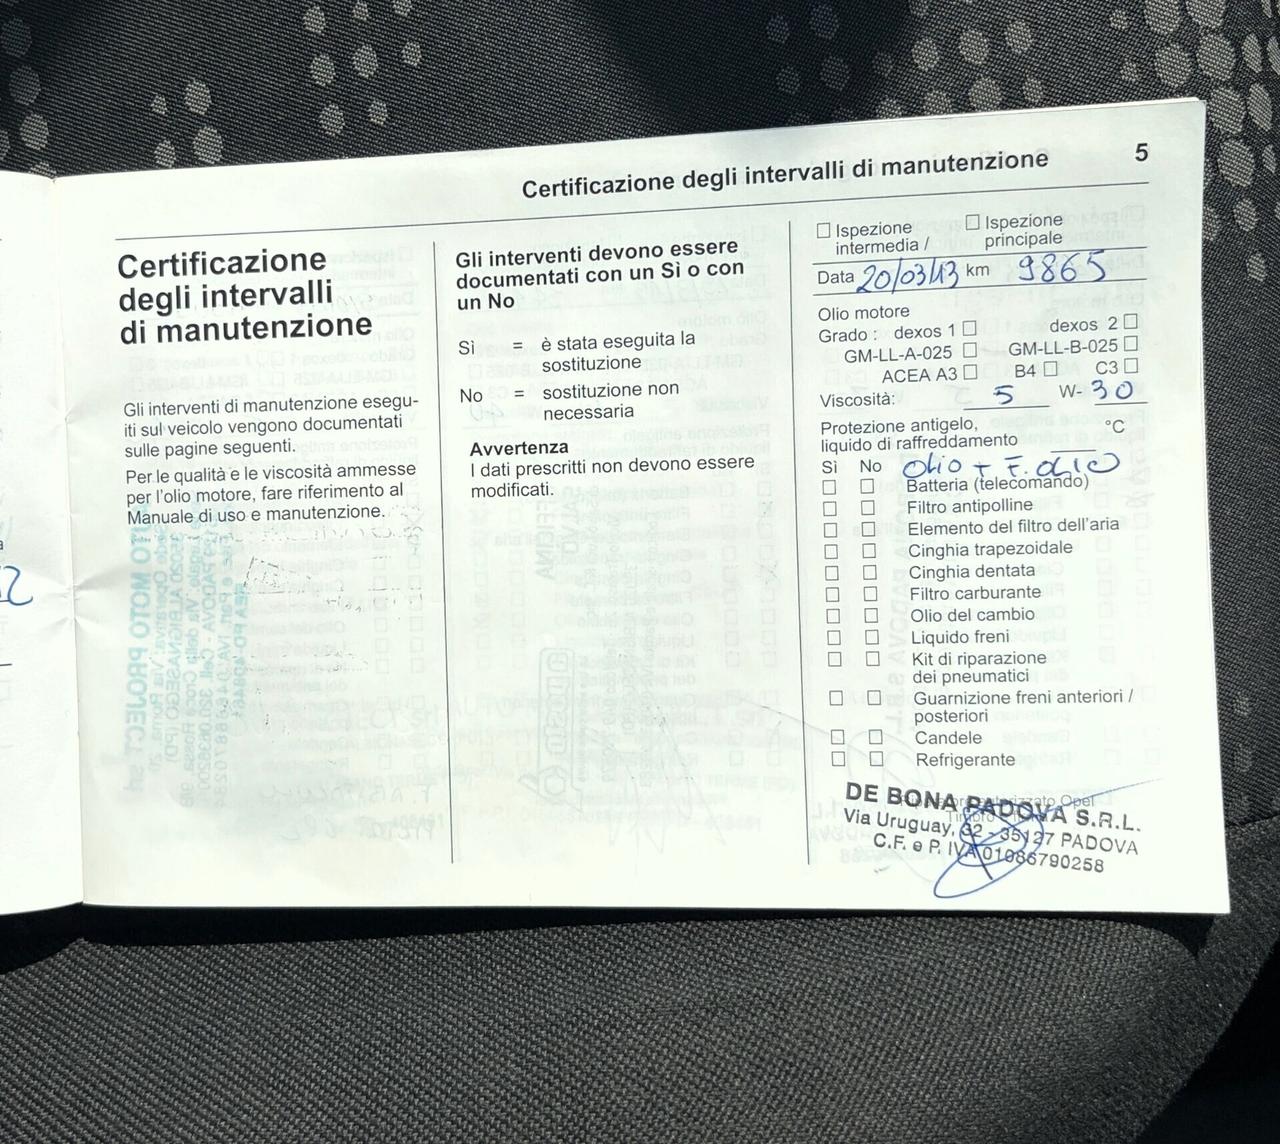 Certificazione degli intervalli di manutenzione 5
Certificazione
degli intervalli
di manutenzione
Gli interventi di manutenzione esegu-
iti sul veicolo vengono documentati
sulle pagine seguenti.
Per le qualità e le viscosità ammesse
per l'olio motore, fare riferimento al
Manuale di uso e manutenzione.
Gli interventi devono essere
documentati con un Sì o con
un No
Sì = è stata eseguita la
sostituzione
No = sostituzione non
necessaria
Avvertenza
I dati prescritti non devono essere
modificati.
☐ Ispezione ☐ Ispezione
intermedia / principale
Data 20/03/13 km 9865
Olio motore
Grado : dexos 1 ☐ dexos 2 ☐
GM-LL-A-025 ☐ GM-LL-B-025 ☐
ACEA A3 ☐ B4 ☐ C3 ☐
Viscosità: 5 W- 30
Protezione antigelo, °C
liquido di raffreddamento
Sì No Olio + F. olio
☐ ☐ Batteria (telecomando)
☐ ☐ Filtro antipolline
☐ ☐ Elemento del filtro dell'aria
☐ ☐ Cinghia trapezoidale
☐ ☐ Cinghia dentata
☐ ☐ Filtro carburante
☐ ☐ Olio del cambio
☐ ☐ Liquido freni
☐ ☐ Kit di riparazione
dei pneumatici
☐ ☐ Guarnizione freni anteriori /
posteriori
☐ ☐ Candele
☐ ☐ Refrigerante
DE BONA PADOVA S.R.L.
Via Uruguay, 32 - 35127 PADOVA
C.F. e P. IVA 01086790258